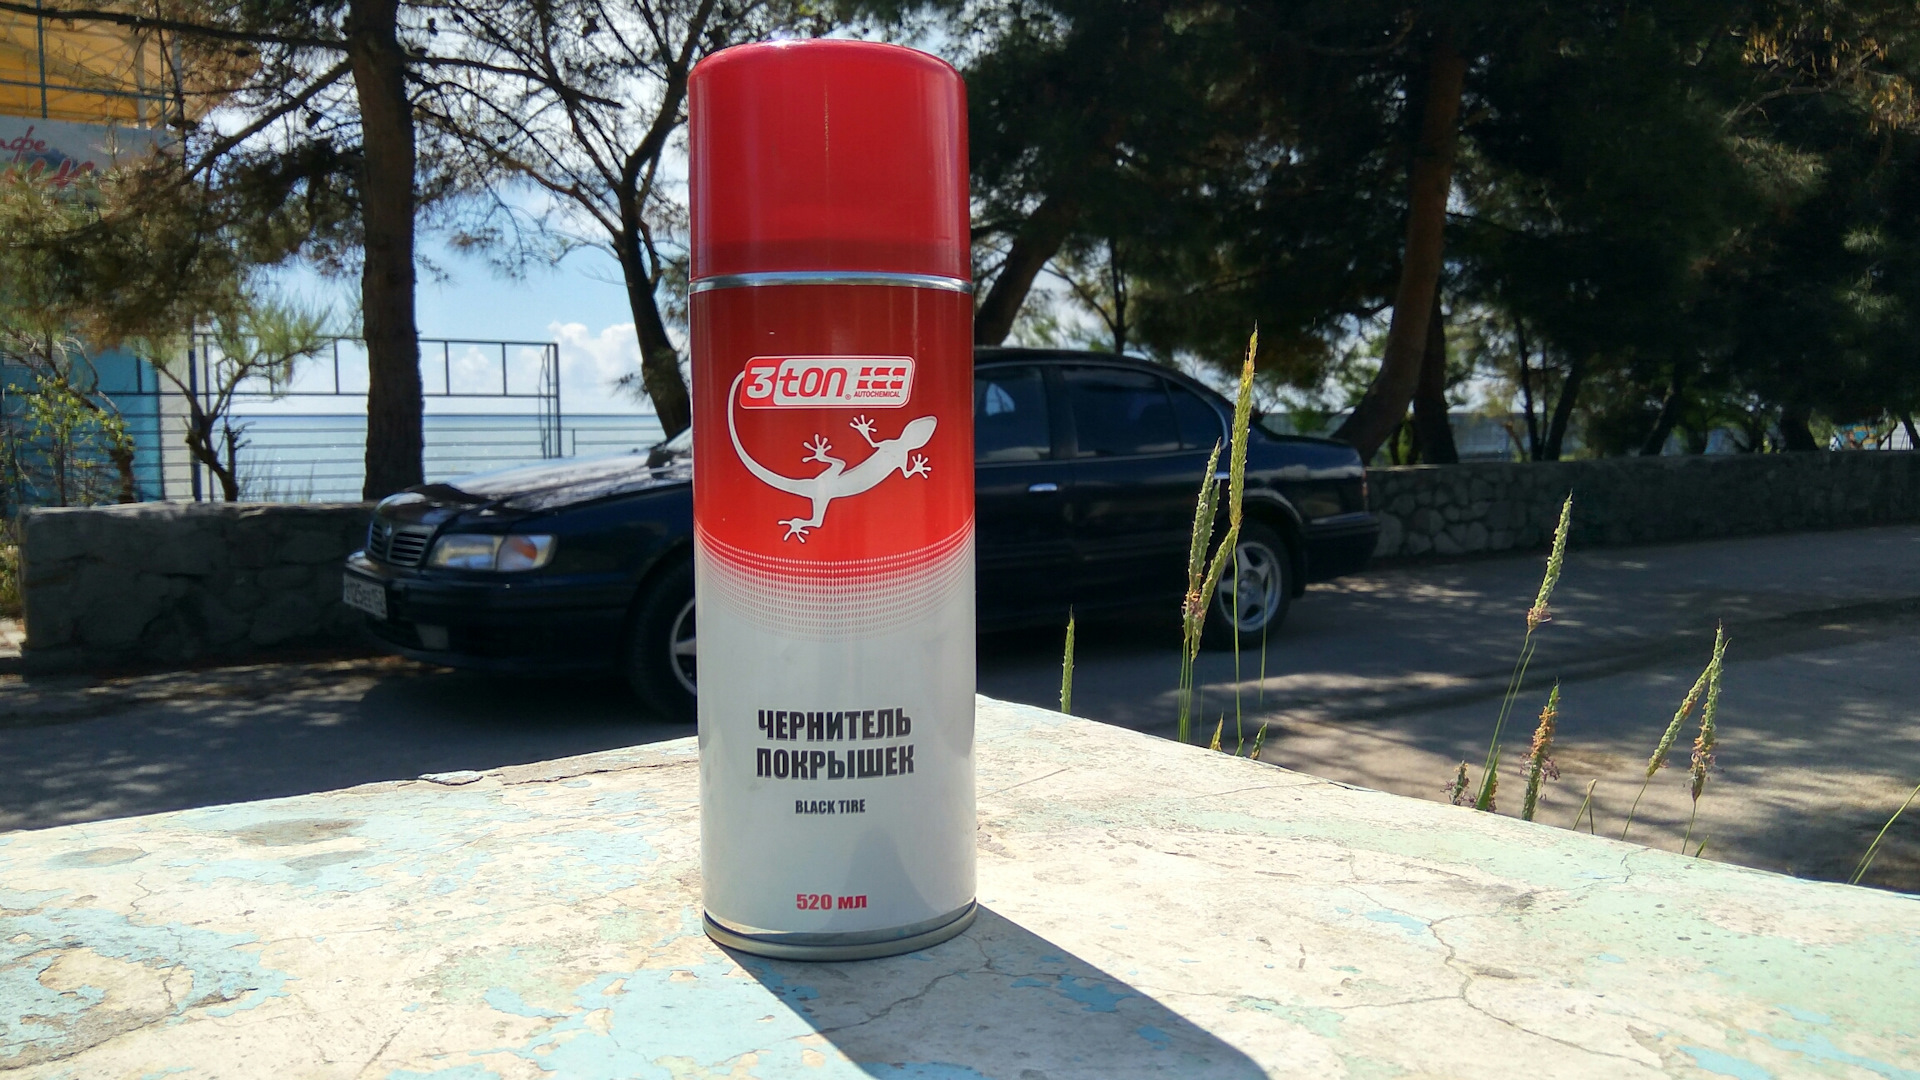 3ton
AUTOCHEMICAL
ЧЕРНИТЕЛЬ
ПОКРЫШЕК
BLACK TIRE
520 мл